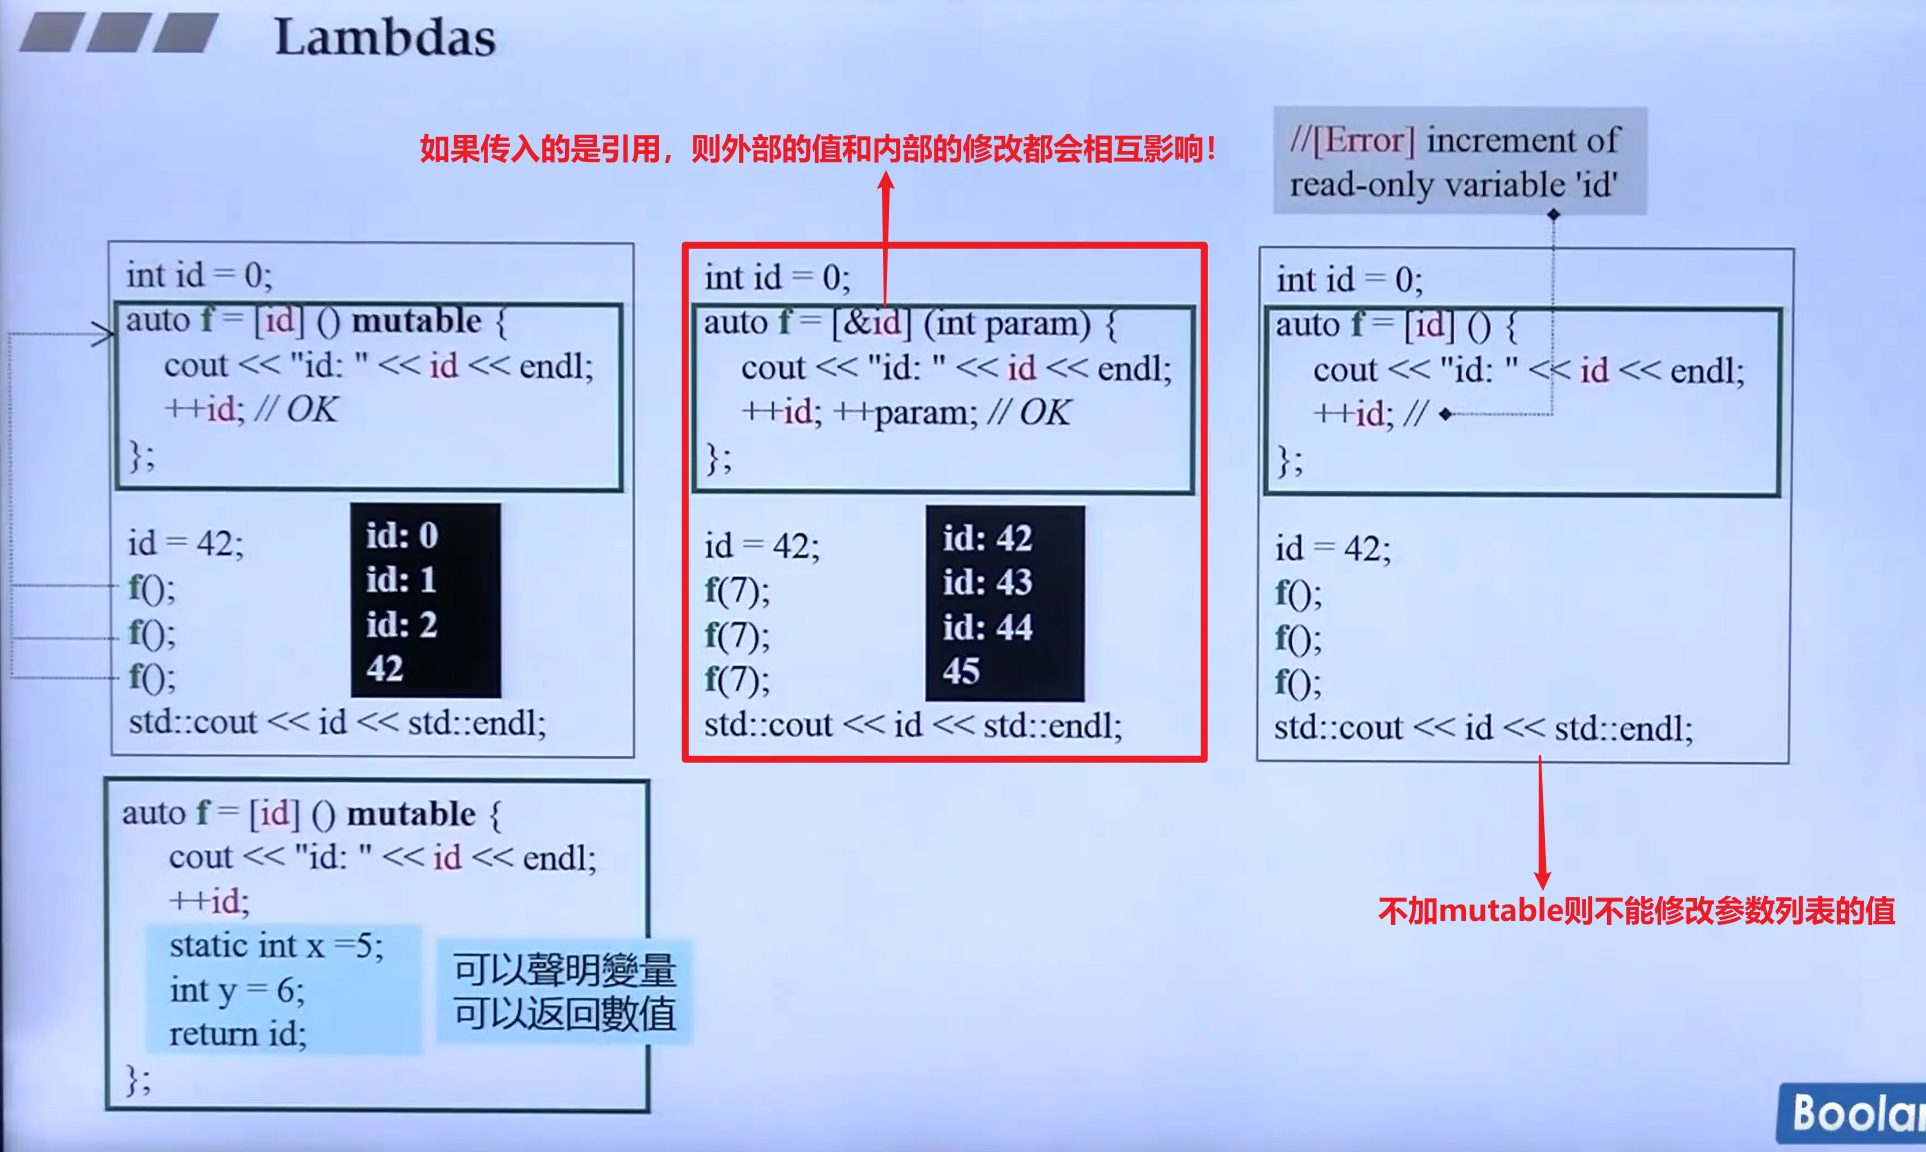 Lambdas
如果传入的是引用，则外部的值和内部的修改都会相互影响！
//[Error] increment of
read-only variable 'id'
int id = 0;
auto f = [id] () mutable {
cout << "id: " << id << endl;
++id; // OK
};
id = 42;
f();
f();
f();
std::cout << id << std::endl;
id: 0
id: 1
id: 2
42
int id = 0;
auto f = [&id] (int param) {
cout << "id: " << id << endl;
++id; ++param; // OK
};
id = 42;
f(7);
f(7);
f(7);
std::cout << id << std::endl;
id: 42
id: 43
id: 44
45
int id = 0;
auto f = [id] () {
cout << "id: " << id << endl;
++id; //
};
id = 42;
f();
f();
f();
std::cout << id << std::endl;
不加mutable则不能修改参数列表的值
auto f = [id] () mutable {
cout << "id: " << id << endl;
++id;
static int x =5;
int y = 6;
return id;
};
可以聲明變量
可以返回數值